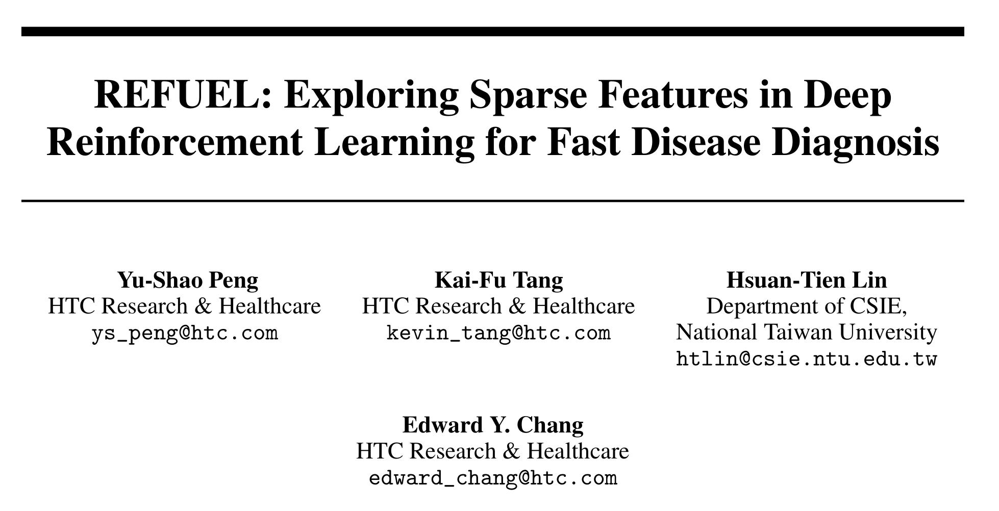 REFUEL: Exploring Sparse Features in Deep
Reinforcement Learning for Fast Disease Diagnosis
Yu-Shao Peng
HTC Research & Healthcare
ys_peng@htc.com
Kai-Fu Tang
HTC Research & Healthcare
kevin_tang@htc.com
Hsuan-Tien Lin
Department of CSIE,
National Taiwan University
htlin@csie.ntu.edu.tw
Edward Y. Chang
HTC Research & Healthcare
edward_chang@htc.com